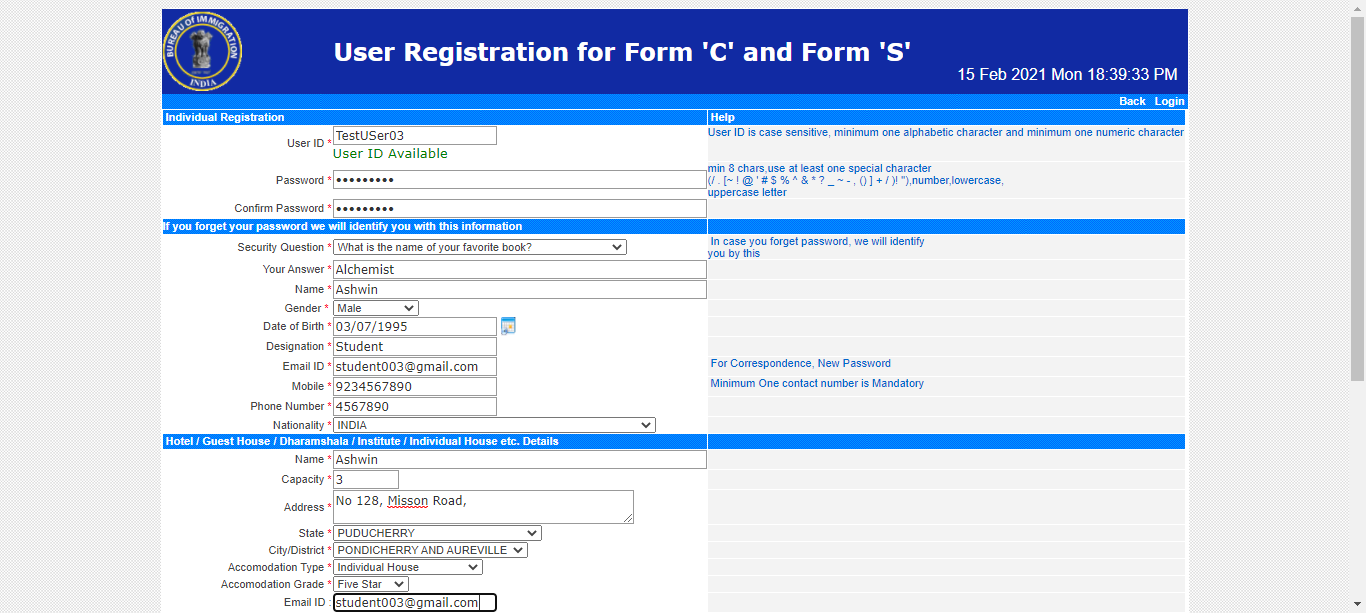 BUREAU OF IMMIGRATION
INDIA
User Registration for Form 'C' and Form 'S'
15 Feb 2021 Mon 18:39:33 PM
Back Login
Individual Registration Help
User ID * TestUSer03 User ID is case sensitive, minimum one alphabetic character and minimum one numeric character
User ID Available
min 8 chars,use at least one special character
Password * ••••••••• (/ . [~ ! @ ' # $ % ^ & * ? _ ~ - , () ] + / )! "),number,lowercase,
uppercase letter
Confirm Password * •••••••••
If you forget your password we will identify you with this information
Security Question * What is the name of your favorite book? In case you forget password, we will identify
you by this
Your Answer * Alchemist
Name * Ashwin
Gender * Male
Date of Birth * 03/07/1995
Designation * Student
Email ID * student003@gmail.com For Correspondence, New Password
Mobile * 9234567890 Minimum One contact number is Mandatory
Phone Number * 4567890
Nationality * INDIA
Hotel / Guest House / Dharamshala / Institute / Individual House etc. Details
Name * Ashwin
Capacity * 3
Address * No 128, Misson Road,
State * PUDUCHERRY
City/District * PONDICHERRY AND AUREVILLE
Accomodation Type * Individual House
Accomodation Grade * Five Star
Email ID : student003@gmail.com